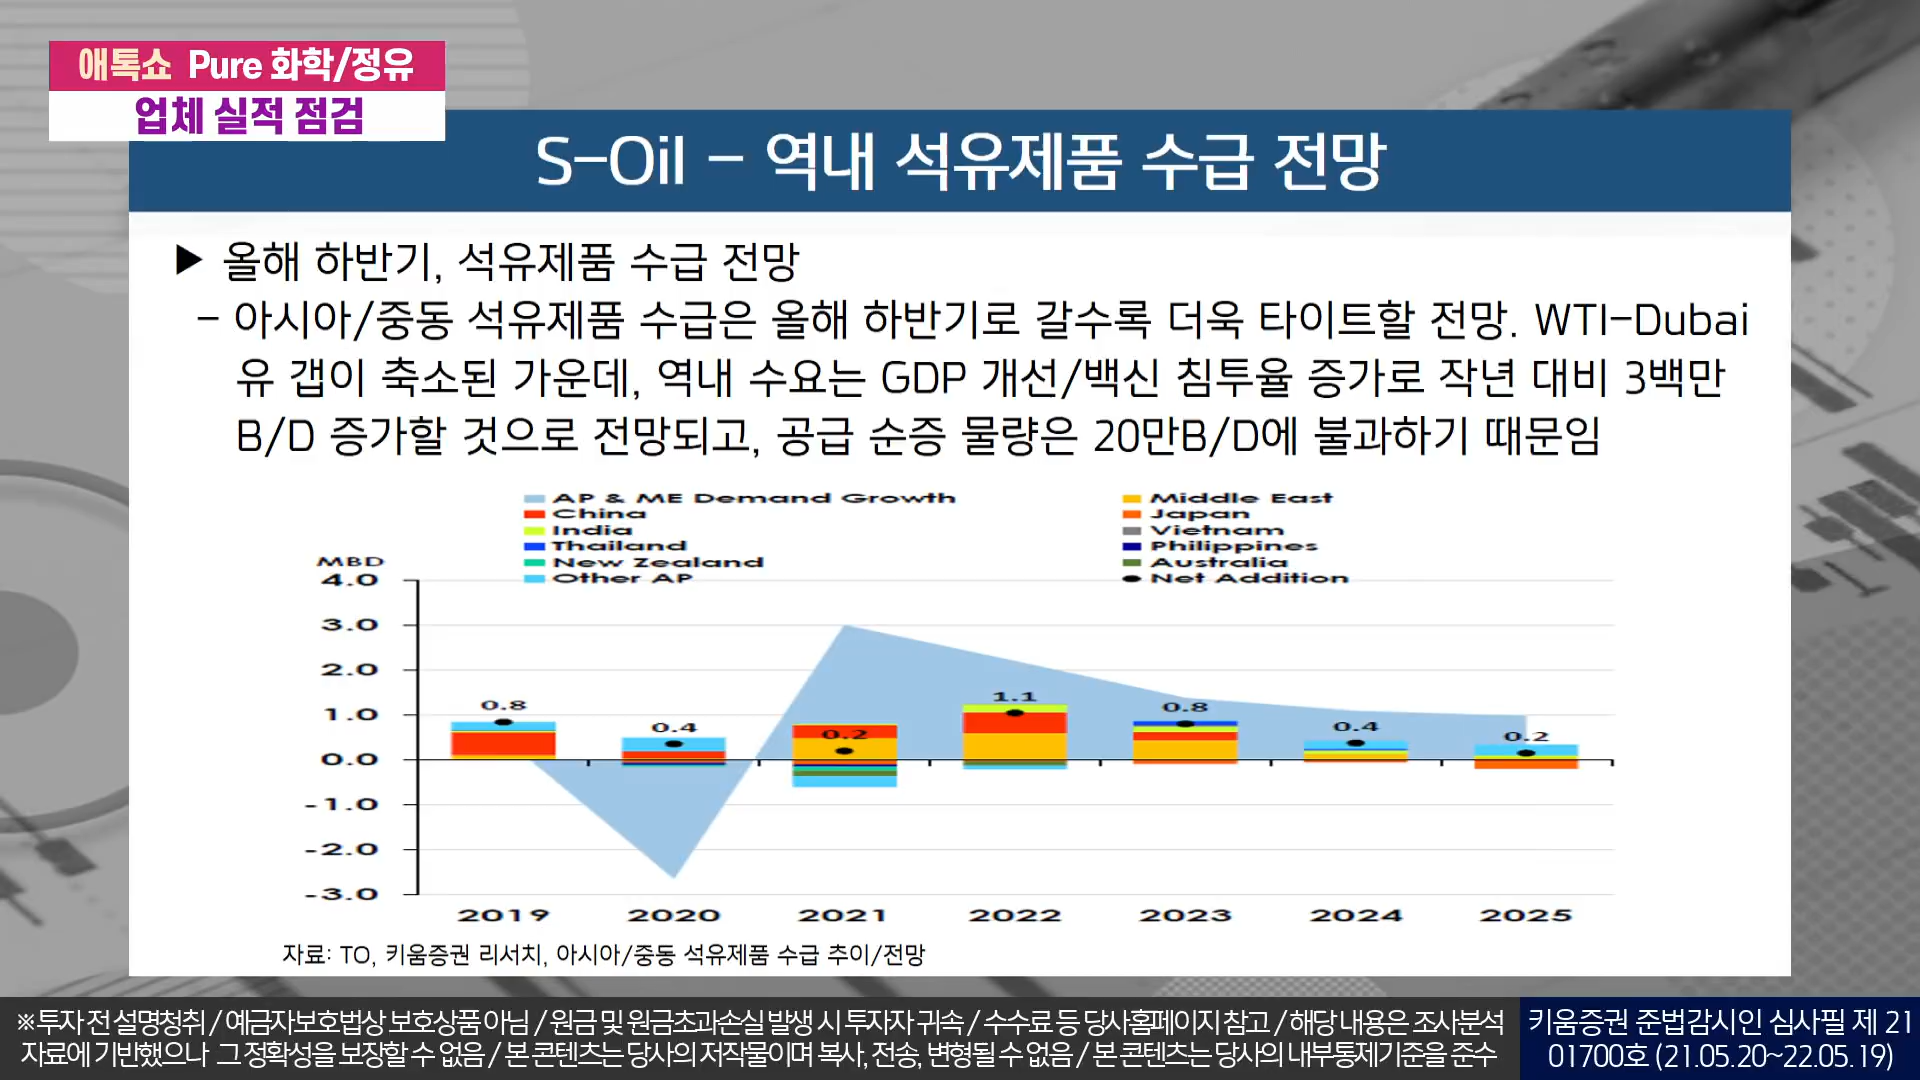 애톡쇼 Pure 화학/정유
업체 실적 점검
S-Oil - 역내 석유제품 수급 전망
▶ 올해 하반기, 석유제품 수급 전망
- 아시아/중동 석유제품 수급은 올해 하반기로 갈수록 더욱 타이트할 전망. WTI-Dubai
유 갭이 축소된 가운데, 역내 수요는 GDP 개선/백신 침투율 증가로 작년 대비 3백만
B/D 증가할 것으로 전망되고, 공급 순증 물량은 20만B/D에 불과하기 때문임
AP & ME Demand Growth
Middle East
China
Japan
India
Vietnam
Thailand
Philippines
New Zealand
Australia
Other AP
Net Addition
MBD
4.0
3.0
2.0
1.0
0.0
-1.0
-2.0
-3.0
0.8
0.4
0.2
1.1
0.8
0.4
0.2
2019 2020 2021 2022 2023 2024 2025
자료: TO, 키움증권 리서치, 아시아/중동 석유제품 수급 추이/전망
※투자 전 설명청취 / 예금자보호법상 보호상품 아님 / 원금 및 원금초과손실 발생 시 투자자 귀속 / 수수료 등 당사홈페이지 참고 / 해당 내용은 조사분석
자료에 기반했으나 그 정확성을 보장할 수 없음 / 본 콘텐츠는 당사의 저작물이며 복사, 전송, 변형될 수 없음 / 본 콘텐츠는 당사의 내부통제기준을 준수
키움증권 준법감시인 심사필 제 21
01700호 (21.05.20~22.05.19)